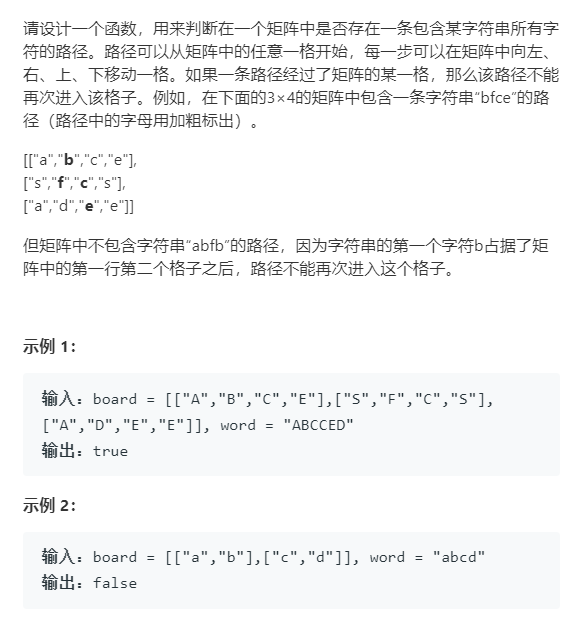 请设计一个函数，用来判断在一个矩阵中是否存在一条包含某字符串所有字
符的路径。路径可以从矩阵中的任意一格开始，每一步可以在矩阵中向左、
右、上、下移动一格。如果一条路径经过了矩阵的某一格，那么该路径不能
再次进入该格子。例如，在下面的3×4的矩阵中包含一条字符串“bfce”的路
径（路径中的字母用加粗标出）。
[["a","b","c","e"],
["s","f","c","s"],
["a","d","e","e"]]
但矩阵中不包含字符串“abfb”的路径，因为字符串的第一个字符b占据了矩
阵中的第一行第二个格子之后，路径不能再次进入这个格子。
示例 1：
输入：board = [["A","B","C","E"],["S","F","C","S"],
["A","D","E","E"]], word = "ABCCED"
输出：true
示例 2：
输入：board = [["a","b"],["c","d"]], word = "abcd"
输出：false